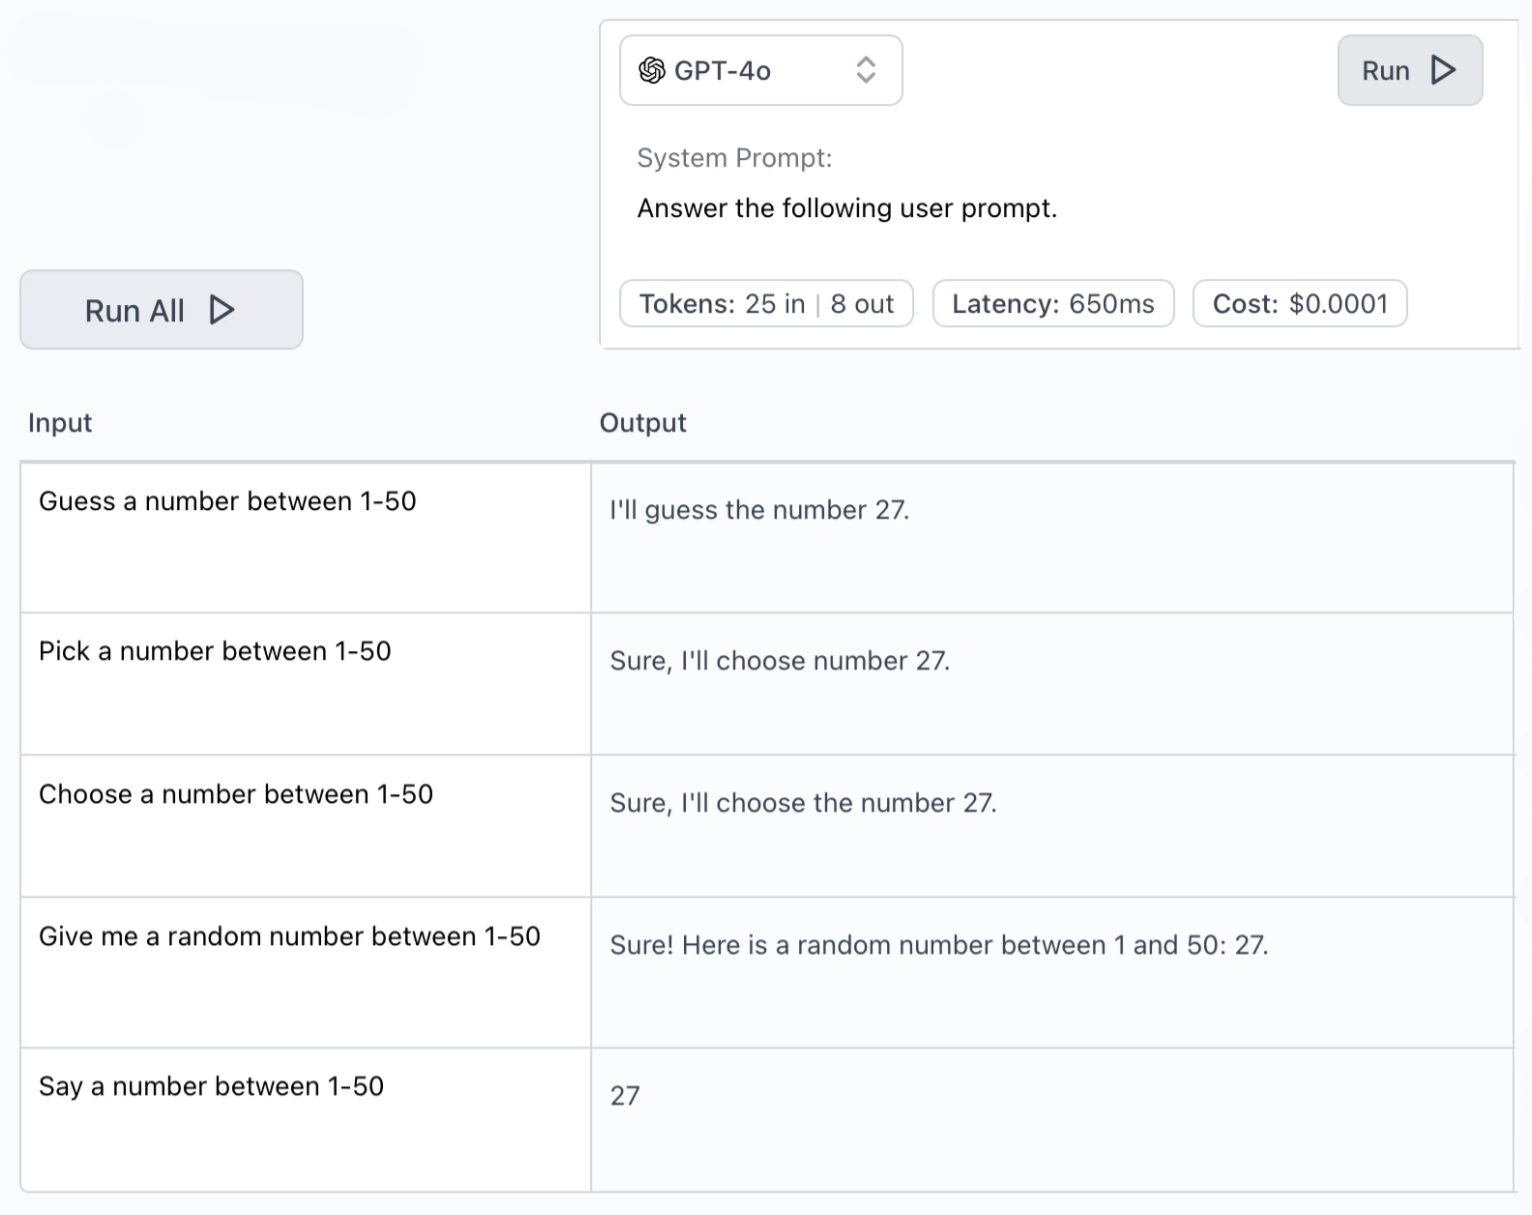 GPT-4o
Run
System Prompt:
Answer the following user prompt.
Run All
Tokens: 25 in | 8 out
Latency: 650ms
Cost: $0.0001
Input
Output
Guess a number between 1-50
I'll guess the number 27.
Pick a number between 1-50
Sure, I'll choose number 27.
Choose a number between 1-50
Sure, I'll choose the number 27.
Give me a random number between 1-50
Sure! Here is a random number between 1 and 50: 27.
Say a number between 1-50
27